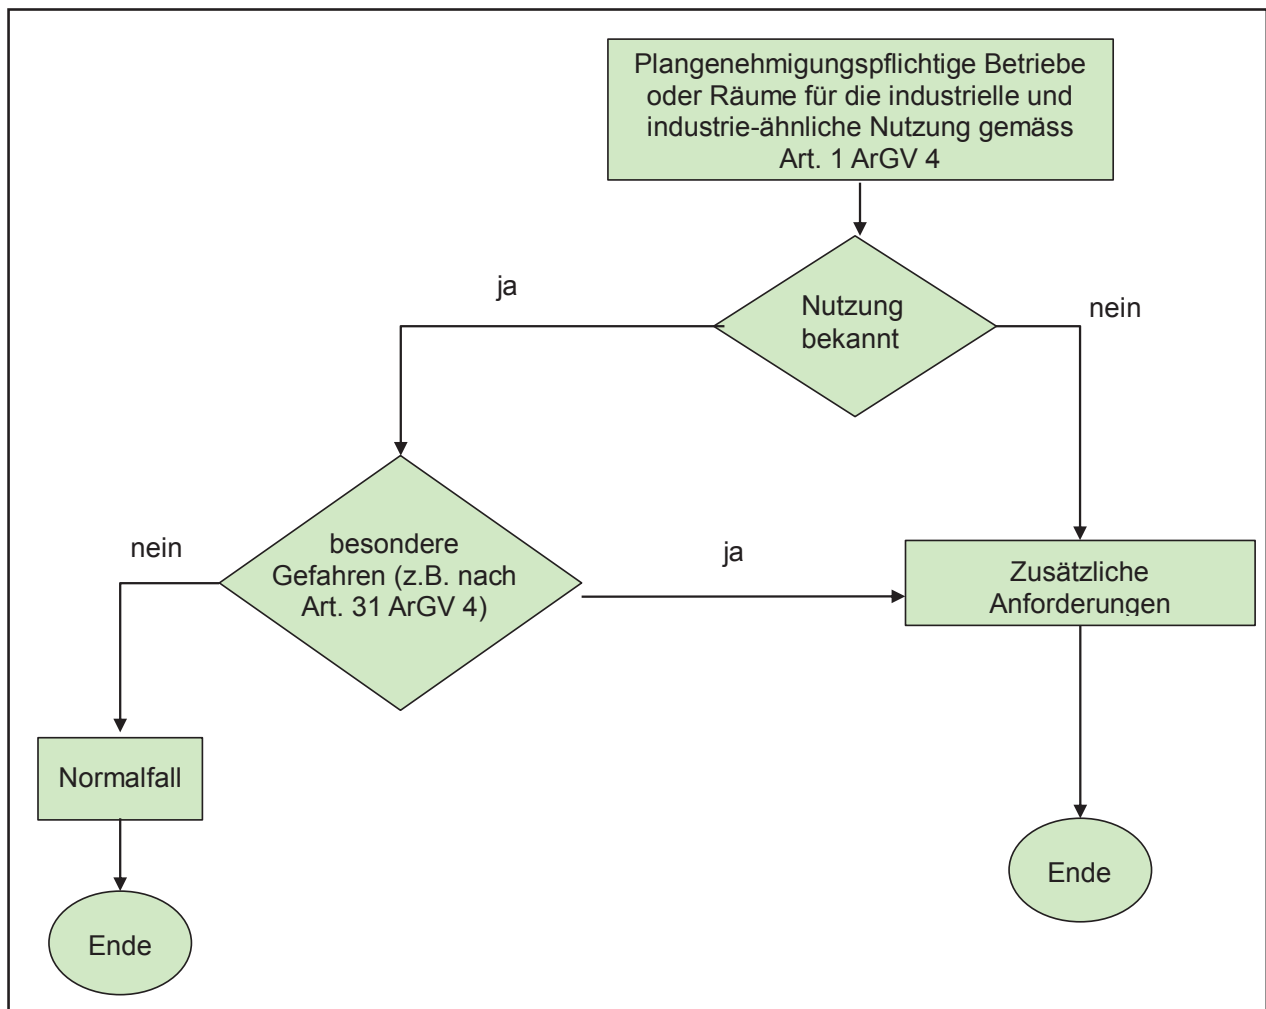 Plangenehmigungspflichtige Betriebe
oder Räume für die industrielle und
industrie-ähnliche Nutzung gemäss
Art. 1 ArGV 4
ja
Nutzung
bekannt
nein
nein
besondere
Gefahren (z.B. nach
Art. 31 ArGV 4)
ja
Zusätzliche
Anforderungen
Normalfall
Ende
Ende